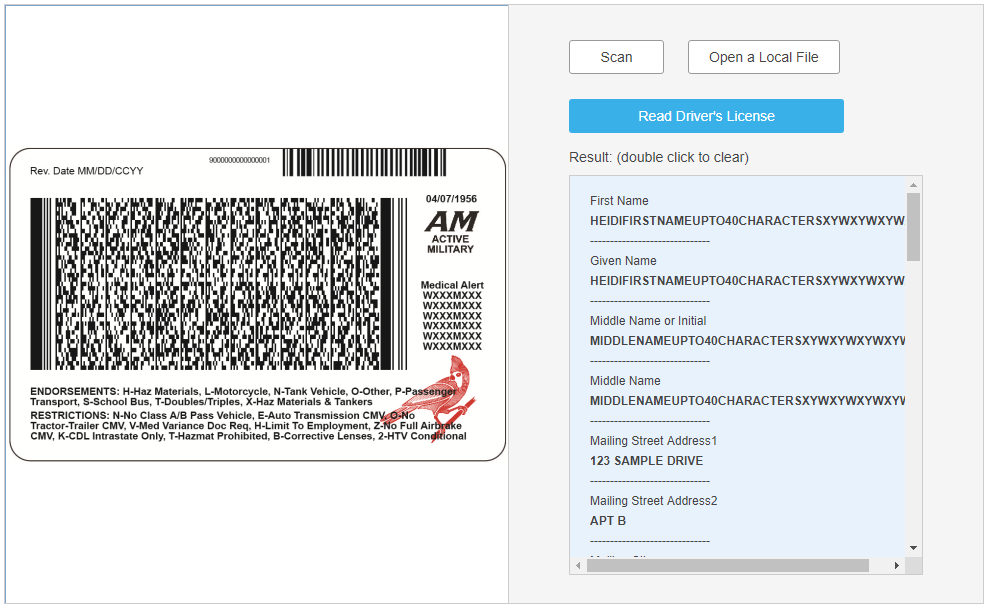 Rev. Date MM/DD/CCYY
9000000000000001
04/07/1956
AM
ACTIVE
MILITARY
Medical Alert
WXXXMXXX
WXXXMXXX
WXXXMXXX
WXXXMXXX
WXXXMXXX
WXXXMXXX
ENDORSEMENTS: H-Haz Materials, L-Motorcycle, N-Tank Vehicle, O-Other, P-Passenger
Transport, S-School Bus, T-Doubles/Triples, X-Haz Materials & Tankers
RESTRICTIONS: N-No Class A/B Pass Vehicle, E-Auto Transmission CMV, O-No
Tractor-Trailer CMV, V-Med Variance Doc Req, H-Limit To Employment, Z-No Full Airbrake
CMV, K-CDL Intrastate Only, T-Hazmat Prohibited, B-Corrective Lenses, 2-HTV Conditional
Scan
Open a Local File
Read Driver's License
Result: (double click to clear)
First Name
HEIDIFIRSTNAMEUPTO40CHARACTERSXYWXYWXYW
------------------------------
Given Name
HEIDIFIRSTNAMEUPTO40CHARACTERSXYWXYWXYW
------------------------------
Middle Name or Initial
MIDDLENAMEUPTO40CHARACTERSXYWXYWXYWXYW
------------------------------
Middle Name
MIDDLENAMEUPTO40CHARACTERSXYWXYWXYWXYW
------------------------------
Mailing Street Address1
123 SAMPLE DRIVE
------------------------------
Mailing Street Address2
APT B
------------------------------